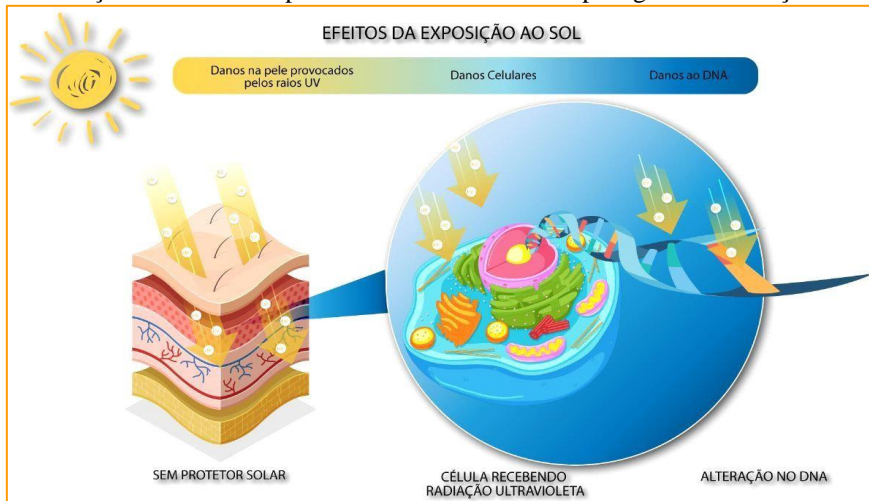 EFEITOS DA EXPOSIÇÃO AO SOL
Danos na pele provocados
pelos raios UV
Danos Celulares
Danos ao DNA
SEM PROTETOR SOLAR
CÉLULA RECEBENDO
RADIAÇÃO ULTRAVIOLETA
ALTERAÇÃO NO DNA